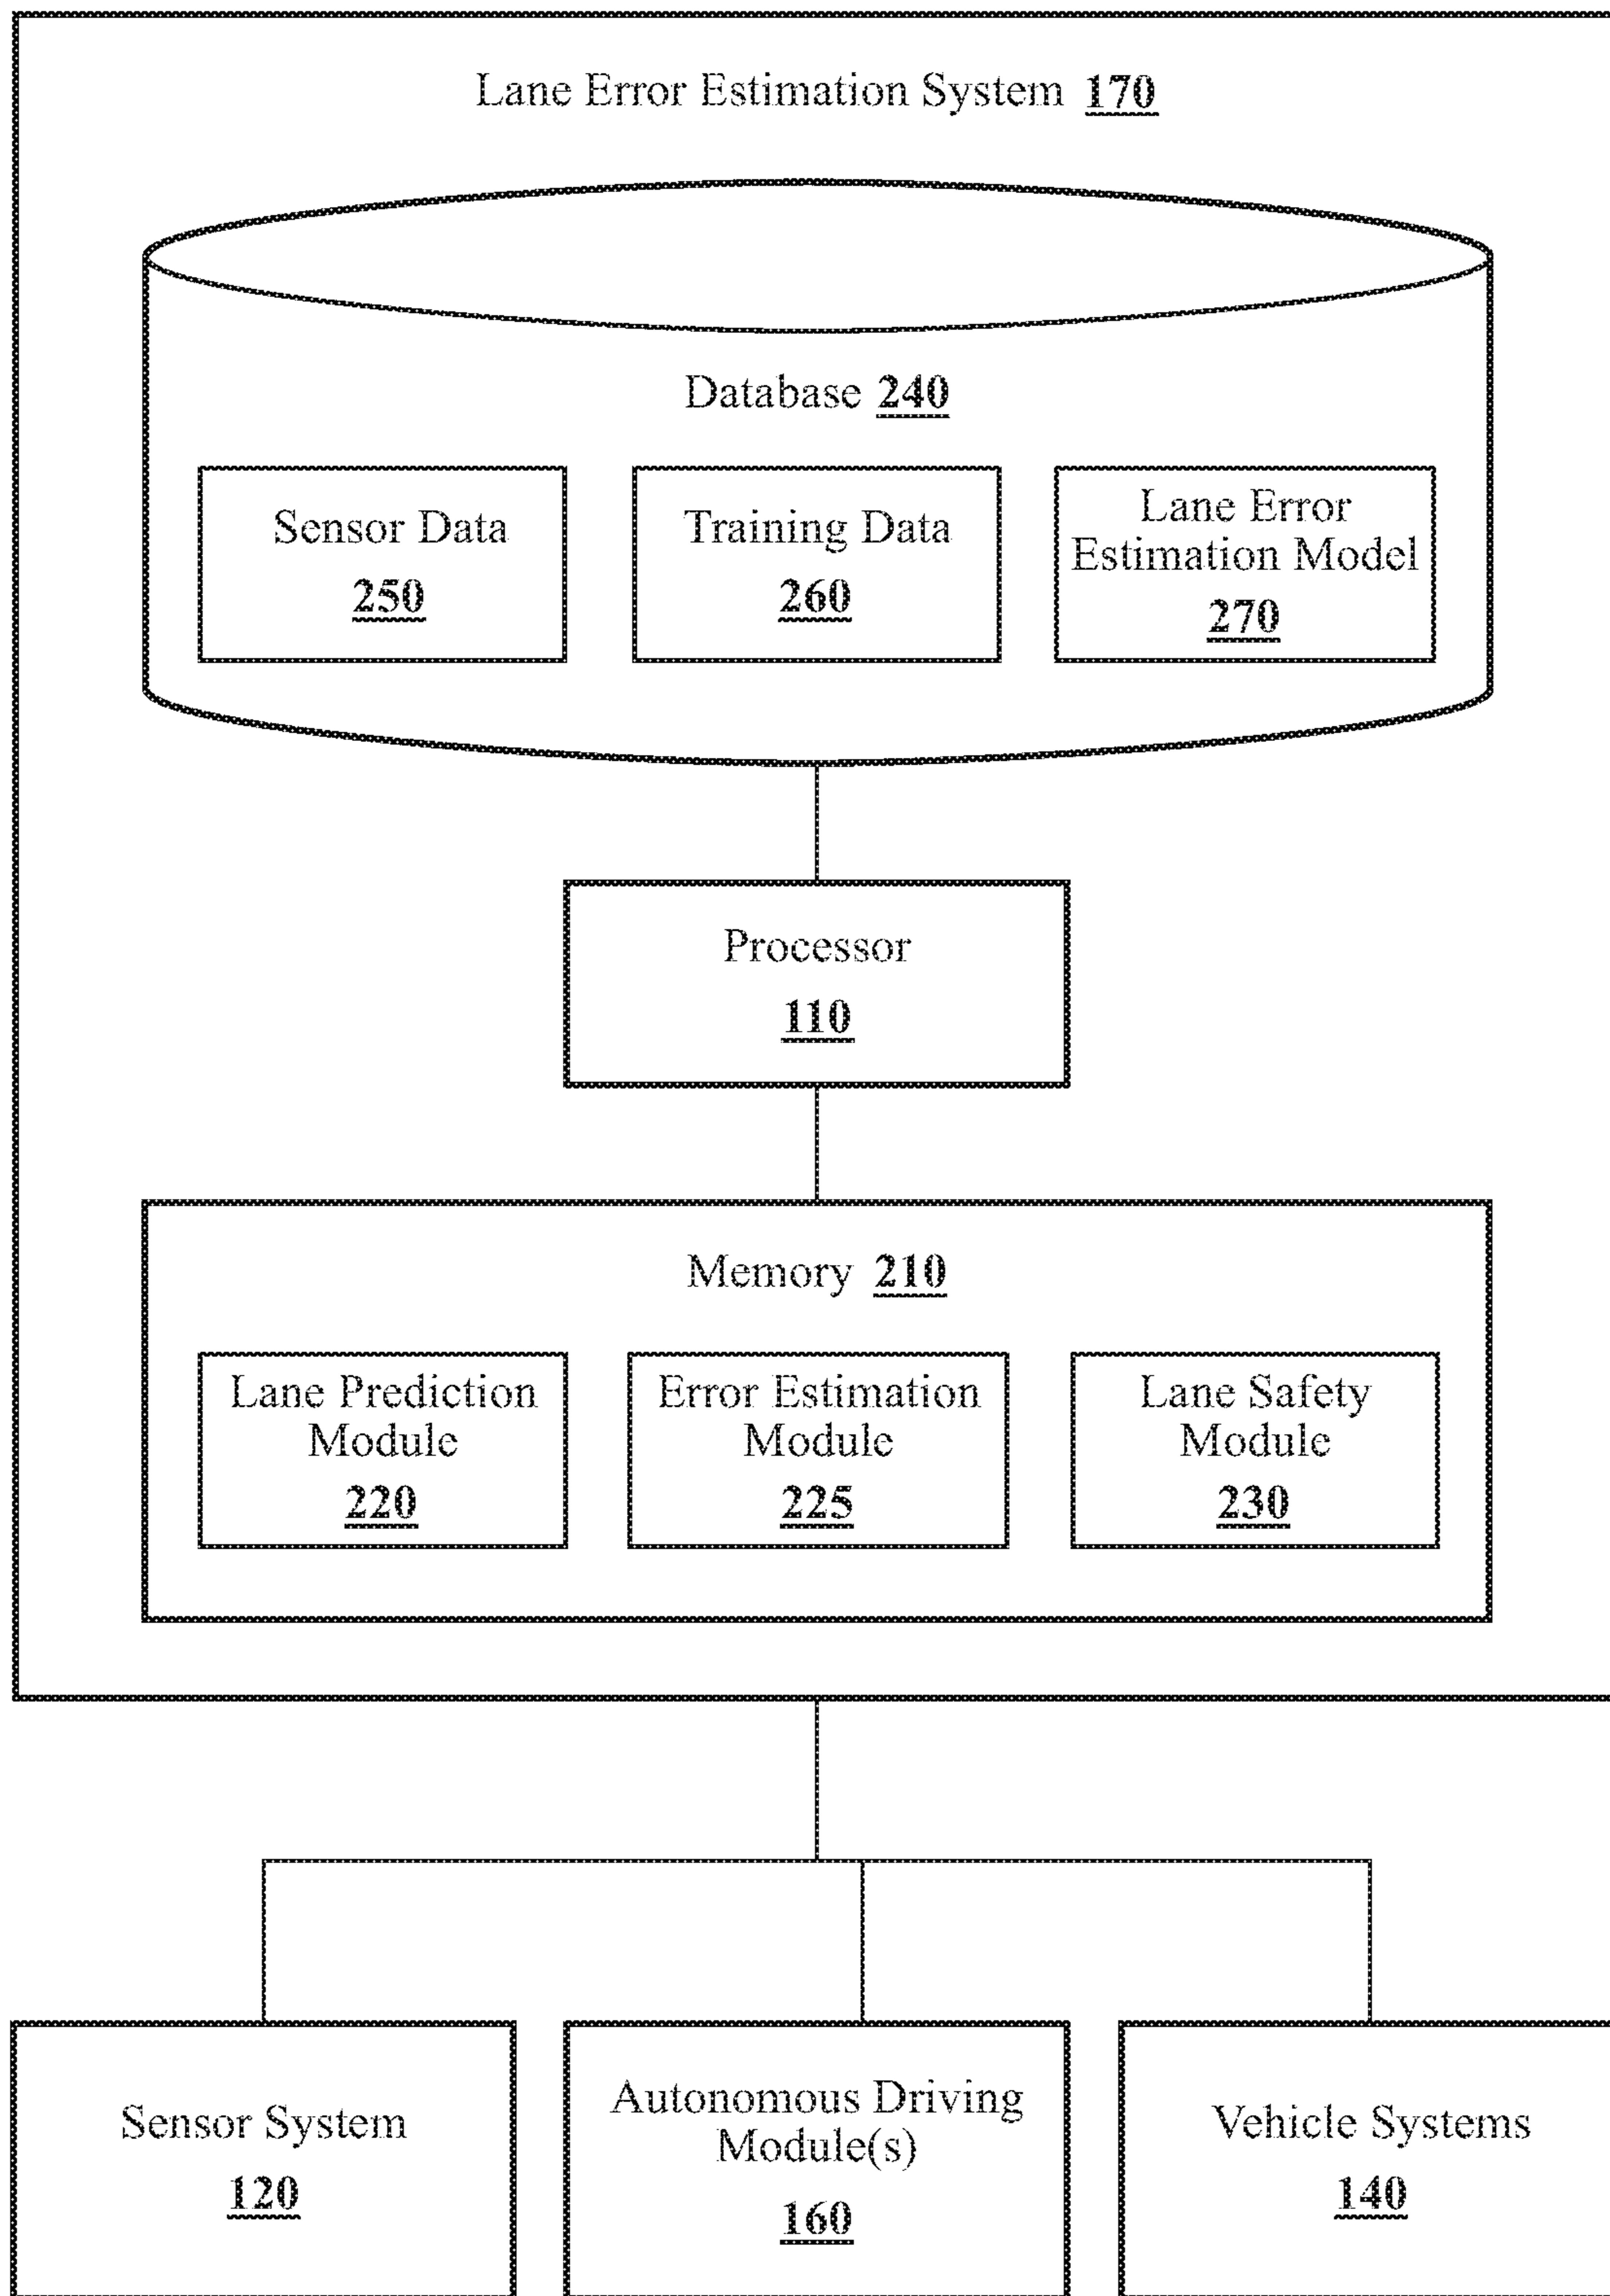 Lane Error Estimation System 170
Database 240
Sensor Data
250
Training Data
260
Lane Error
Estimation Model
270
Processor
110
Memory 210
Lane Prediction
Module
220
Error Estimation
Module
225
Lane Safety
Module
230
Sensor System
120
Autonomous Driving
Module(s)
160
Vehicle Systems
140